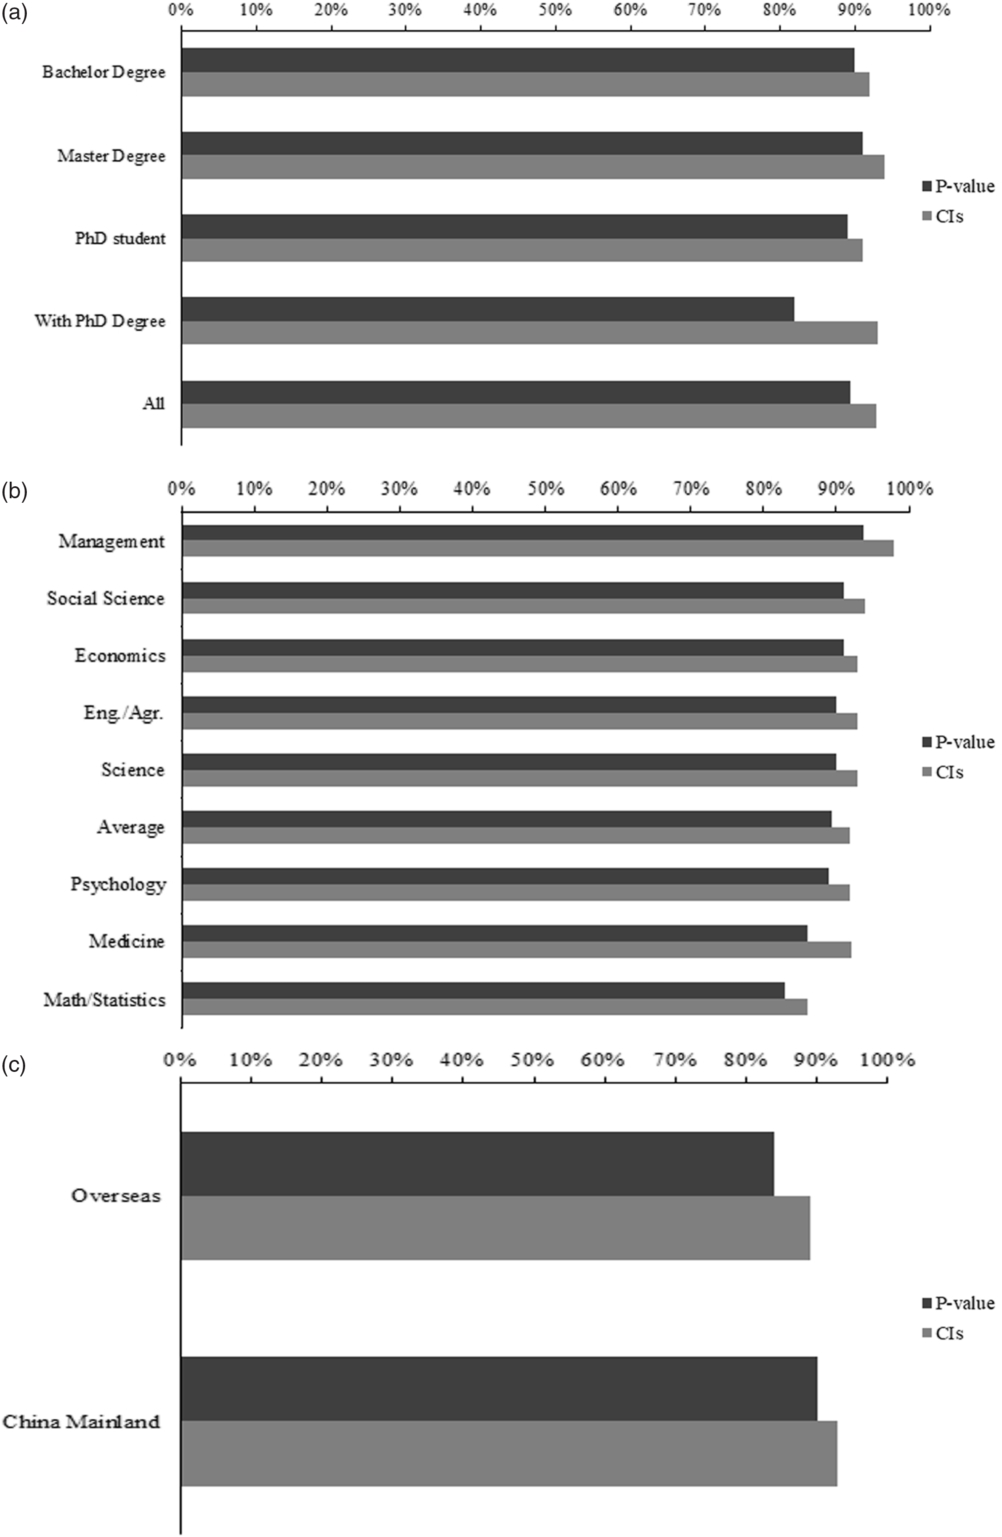 (a)
0% 10% 20% 30% 40% 50% 60% 70% 80% 90% 100%
Bachelor Degree
Master Degree
PhD student
With PhD Degree
All
P-value
CIs
(b)
0% 10% 20% 30% 40% 50% 60% 70% 80% 90% 100%
Management
Social Science
Economics
Eng./Agr.
Science
Average
Psychology
Medicine
Math/Statistics
P-value
CIs
(c)
0% 10% 20% 30% 40% 50% 60% 70% 80% 90% 100%
Overseas
China Mainland
P-value
CIs